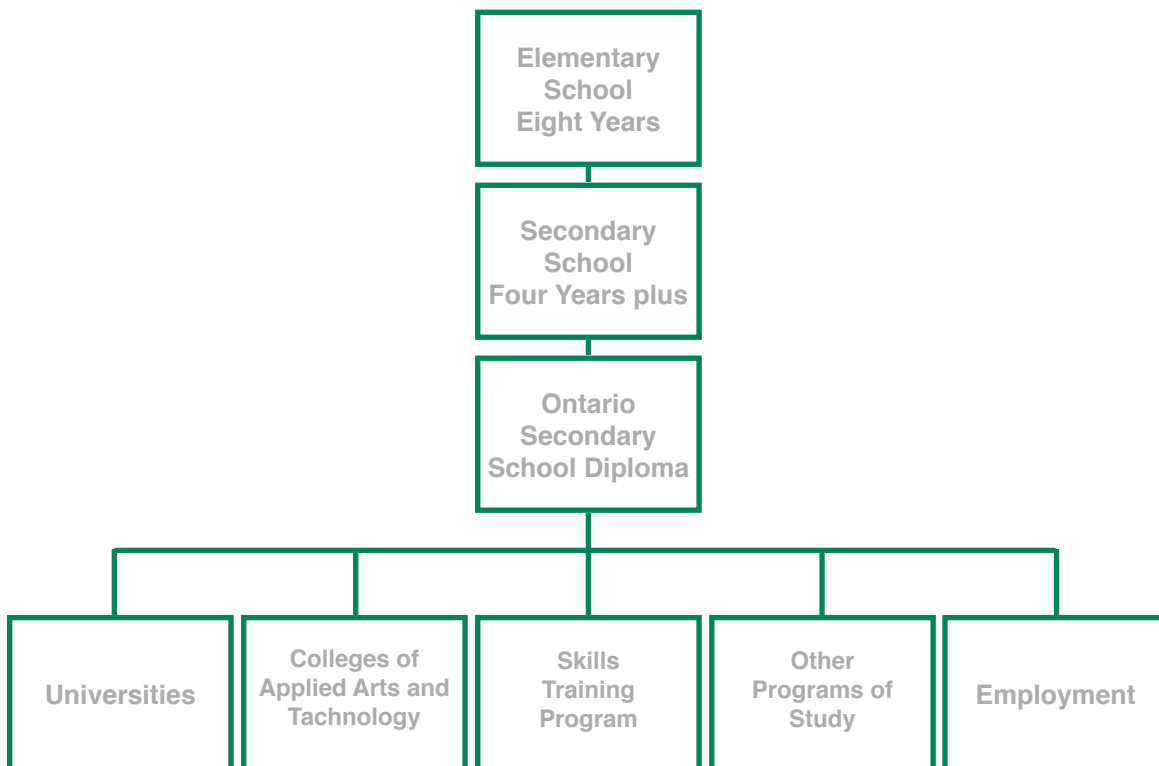 Elementary
School
Eight Years
Secondary
School
Four Years plus
Ontario
Secondary
School Diploma
Universities
Colleges of
Applied Arts and
Tachnology
Skills
Training
Program
Other
Programs of
Study
Employment